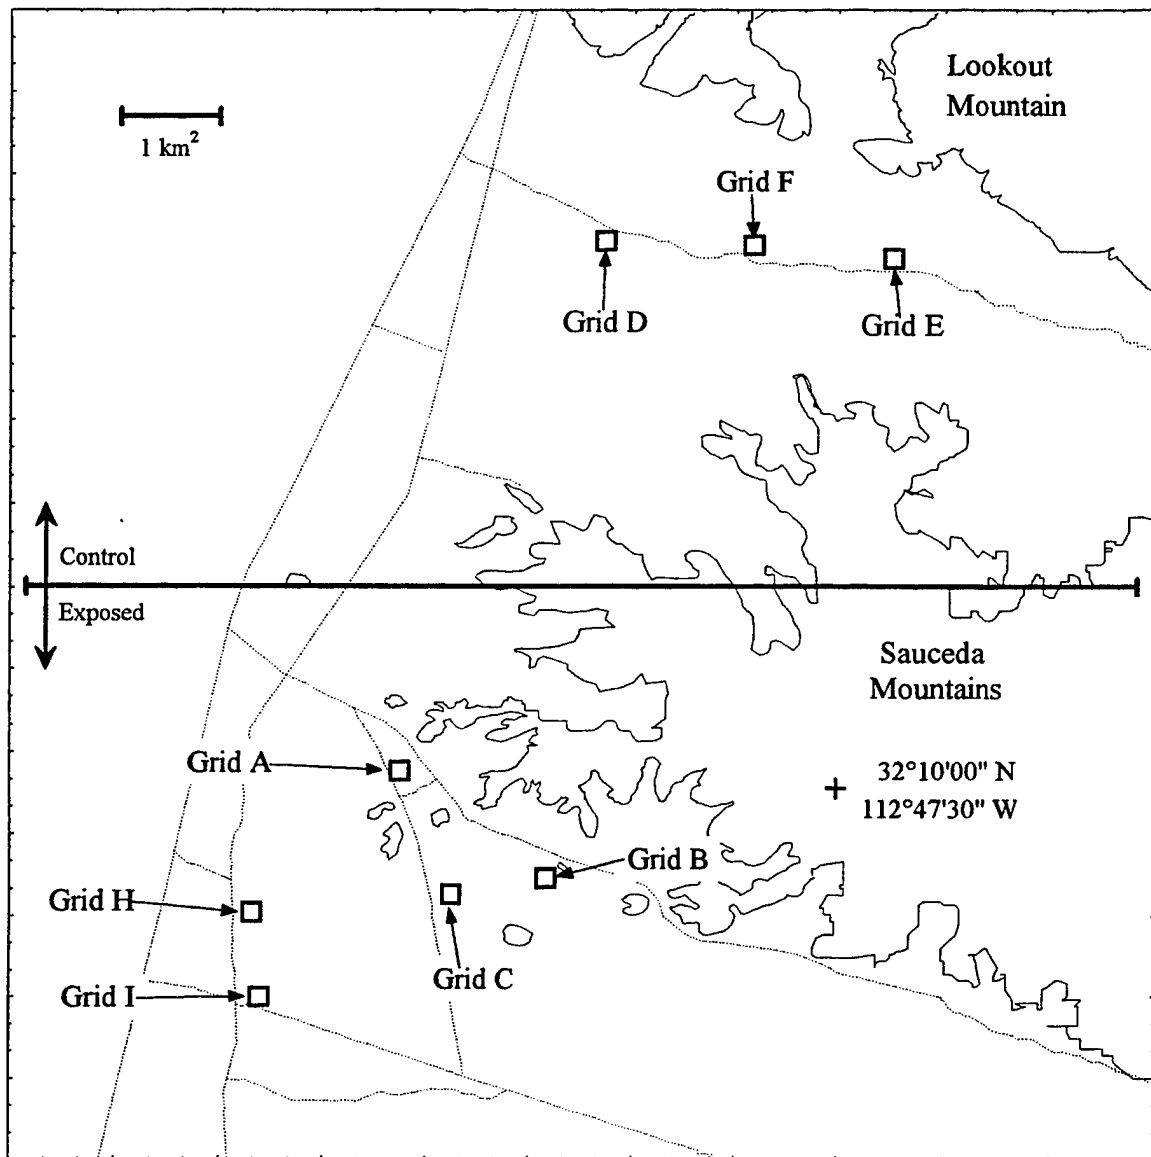 Lookout
Mountain
1 km²
Grid F
Grid D
Grid E
Control
Exposed
Sauceda
Mountains
Grid A
32°10'00" N
112°47'30" W
Grid B
Grid H
Grid C
Grid I